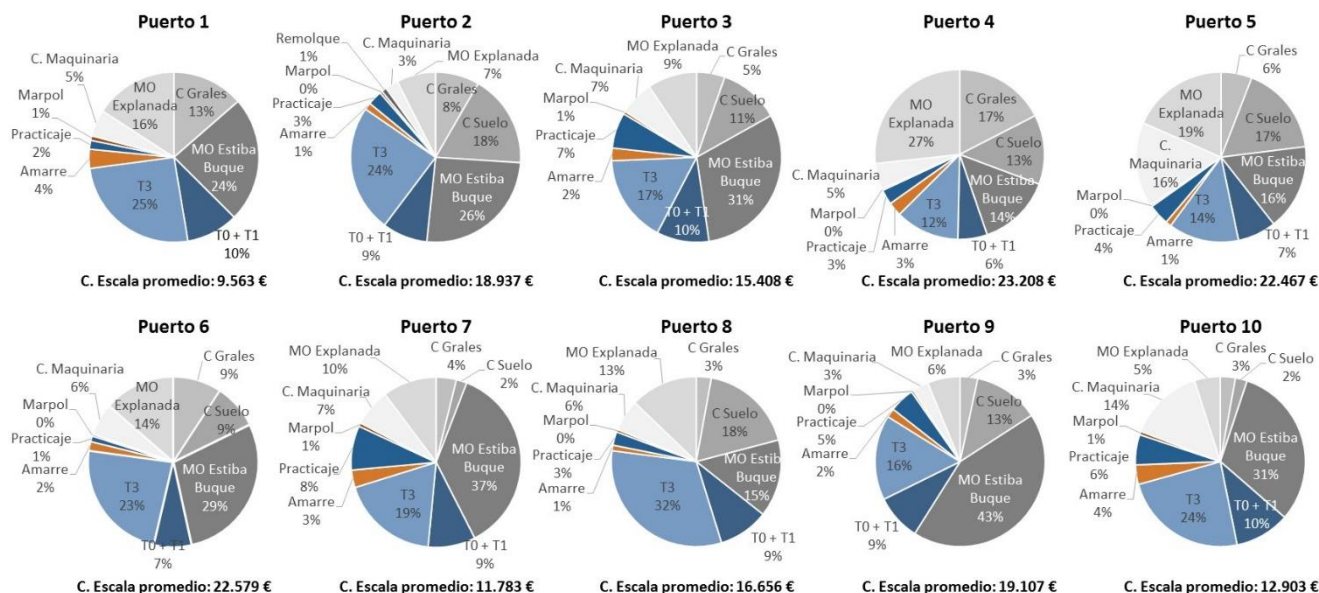 Puerto 1
C. Maquinaria
5%
Marpol
1%
Practicaje
2%
Amarre
4%
MO
Explanada
16%
C Grales
13%
MO Estiba
Buque
24%
T3
25%
T0 + T1
10%
C. Escala promedio: 9.563 €
Puerto 2
Remolque
1%
Marpol
0%
Practicaje
3%
Amarre
1%
C. Maquinaria
3%
MO Explanada
7%
C Grales
8%
C Suelo
18%
T3
24%
MO Estiba
Buque
26%
T0 + T1
9%
C. Escala promedio: 18.937 €
Puerto 3
MO Explanada
9%
C. Maquinaria
7%
Marpol
1%
Practicaje
7%
Amarre
2%
C Grales
5%
C Suelo
11%
MO Estiba
Buque
31%
T3
17%
T0 + T1
10%
C. Escala promedio: 15.408 €
Puerto 4
MO
Explanada
27%
C Grales
17%
C Suelo
13%
C. Maquinaria
5%
Marpol
0%
Practicaje
3%
Amarre
3%
T3
12%
MO Estiba
Buque
14%
T0 + T1
6%
C. Escala promedio: 23.208 €
Puerto 5
C Grales
6%
MO
Explanada
19%
C Suelo
17%
C.
Maquinaria
16%
MO Estiba
Buque
16%
Marpol
0%
Practicaje
4%
Amarre
1%
T3
14%
T0 + T1
7%
C. Escala promedio: 22.467 €
Puerto 6
C. Maquinaria
6%
Marpol
0%
Practicaje
1%
Amarre
2%
MO
Explanada
14%
C Grales
9%
C Suelo
9%
MO Estiba
Buque
29%
T3
23%
T0 + T1
7%
C. Escala promedio: 22.579 €
Puerto 7
MO Explanada
10%
C. Maquinaria
7%
Marpol
1%
Practicaje
8%
Amarre
3%
C Grales
4%
C Suelo
2%
MO Estiba
Buque
37%
T3
19%
T0 + T1
9%
C. Escala promedio: 11.783 €
Puerto 8
MO Explanada
13%
C. Maquinaria
6%
Marpol
0%
Practicaje
3%
Amarre
1%
C Grales
3%
C Suelo
18%
MO Estiba
Buque
15%
T3
32%
T0 + T1
9%
C. Escala promedio: 16.656 €
Puerto 9
C. Maquinaria
3%
Marpol
0%
Practicaje
5%
Amarre
2%
MO Explanada
6%
C Grales
3%
C Suelo
13%
T3
16%
MO Estiba
Buque
43%
T0 + T1
9%
C. Escala promedio: 19.107 €
Puerto 10
MO Explanada
5%
C. Maquinaria
14%
Marpol
1%
Practicaje
6%
Amarre
4%
C Grales
3%
C Suelo
2%
MO Estiba
Buque
31%
T3
24%
T0 + T1
10%
C. Escala promedio: 12.903 €